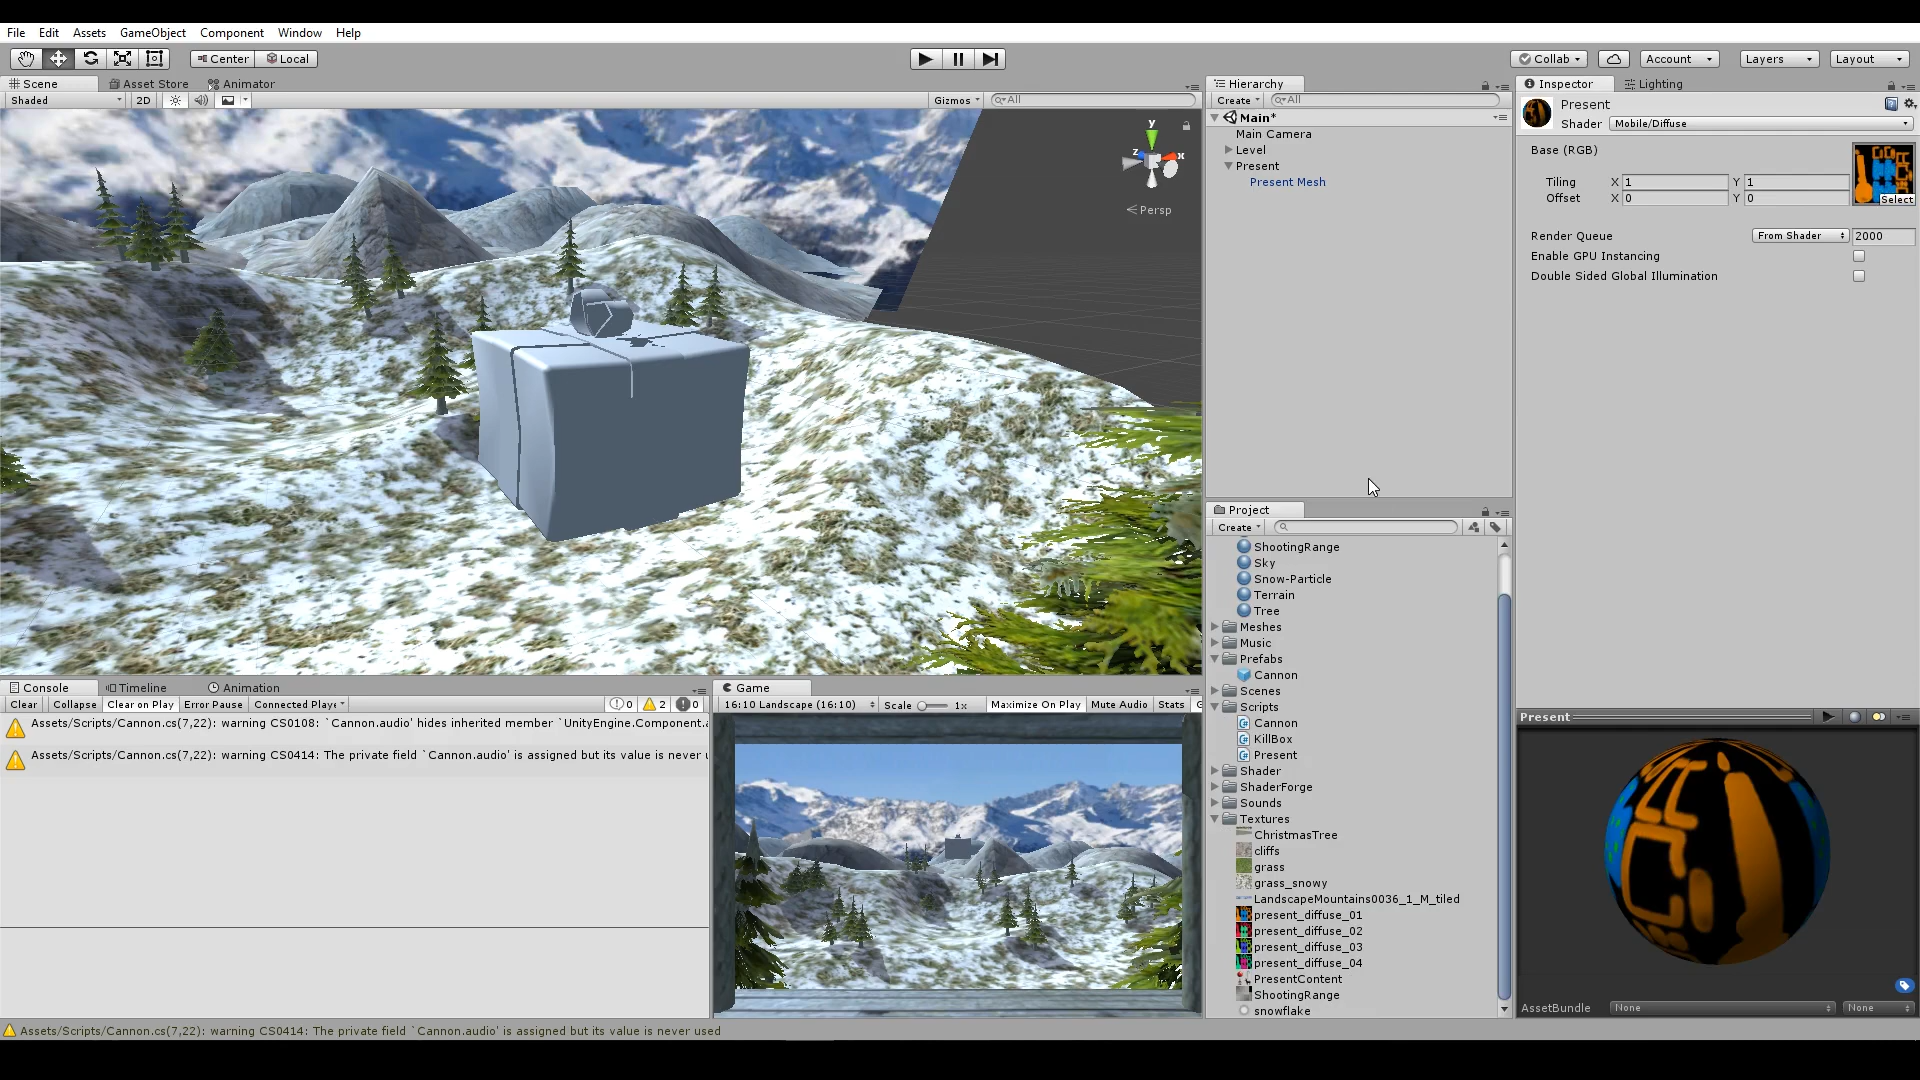 File Edit Assets GameObject Component Window Help
Center Local Collab Account Layers Layout
Scene Asset Store Animator
Shaded 2D Gizmos All
y
z x
Persp
Hierarchy
Create All
Main*
Main Camera
Level
Present
Present Mesh
Inspector Lighting
Present
Shader Mobile/Diffuse
Base (RGB)
Tiling X 1 Y 1
Offset X 0 Y 0
Select
Render Queue From Shader 2000
Enable GPU Instancing
Double Sided Global Illumination
Project
Create
ShootingRange
Sky
Snow-Particle
Terrain
Tree
Meshes
Music
Prefabs
Cannon
Scenes
Scripts
Cannon
KillBox
Present
Shader
ShaderForge
Sounds
Textures
ChristmasTree
cliffs
grass
grass_snowy
LandscapeMountains0036_1_M_tiled
present_diffuse_01
present_diffuse_02
present_diffuse_03
present_diffuse_04
PresentContent
ShootingRange
snowflake
Console Timeline Animation
Clear Collapse Clear on Play Error Pause Connected Playe 0 2 0
Assets/Scripts/Cannon.cs(7,22): warning CS0108: `Cannon.audio' hides inherited member `UnityEngine.Component.
Assets/Scripts/Cannon.cs(7,22): warning CS0414: The private field `Cannon.audio' is assigned but its value is never
Game
16:10 Landscape (16:10) Scale 1x Maximize On Play Mute Audio Stats
Present
AssetBundle None None
Assets/Scripts/Cannon.cs(7,22): warning CS0414: The private field `Cannon.audio' is assigned but its value is never used